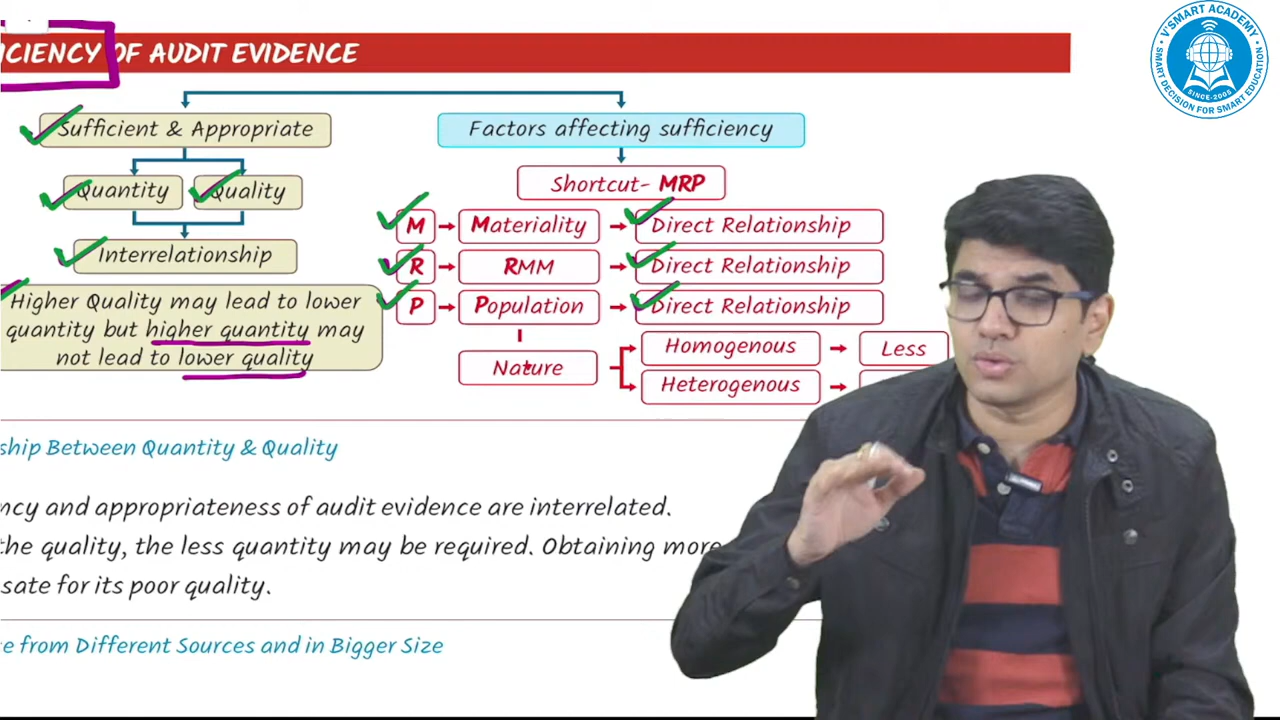 OF AUDIT EVIDENCE
Sufficient & Appropriate
Quantity
Quality
Interrelationship
Higher Quality may lead to lower
quantity but higher quantity may
not lead to lower quality
Factors affecting sufficiency
Shortcut- MRP
M Materiality Direct Relationship
R RMM Direct Relationship
P Population Direct Relationship
Nature
Homogenous Less
Heterogenous
Between Quantity & Quality
and appropriateness of audit evidence are interrelated.
the quality, the less quantity may be required. Obtaining more
for its poor quality.
from Different Sources and in Bigger Size
V'SMART ACADEMY
SMART DECISION FOR SMART EDUCATION
SINCE-2005